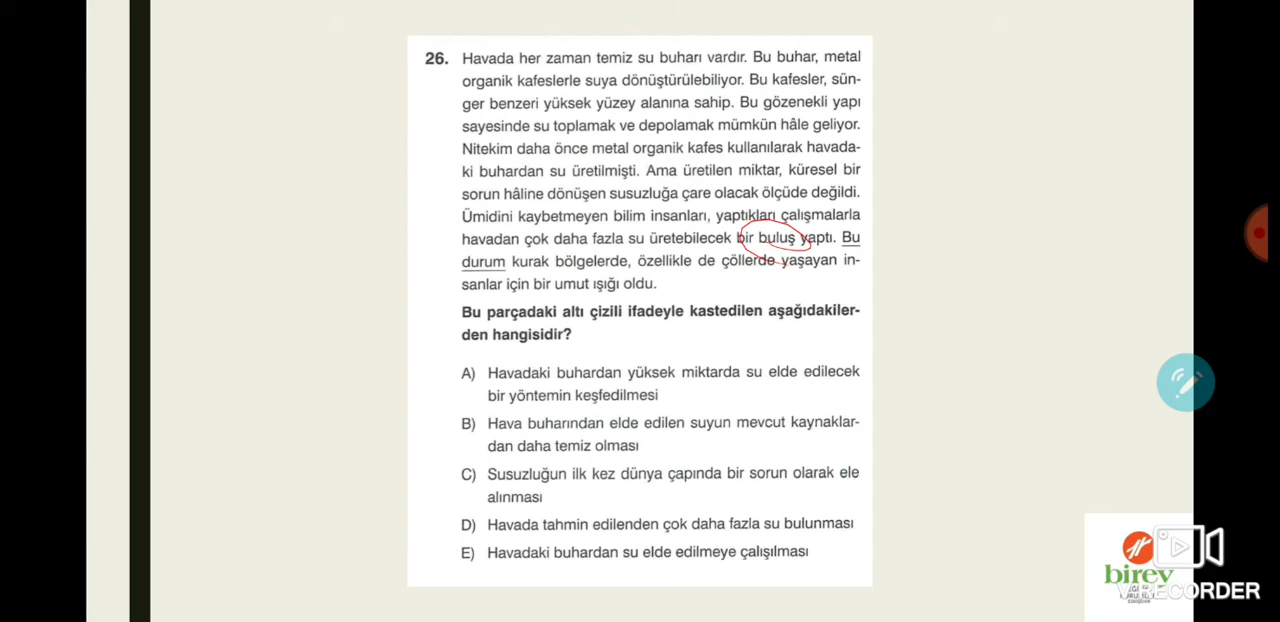 26. Havada her zaman temiz su buharı vardır. Bu buhar, metal
organik kafeslerle suya dönüştürülebiliyor. Bu kafesler, sün-
ger benzeri yüksek yüzey alanına sahip. Bu gözenekli yapı
sayesinde su toplamak ve depolamak mümkün hâle geliyor.
Nitekim daha önce metal organik kafes kullanılarak havada-
ki buhardan su üretilmişti. Ama üretilen miktar, küresel bir
sorun hâline dönüşen susuzluğa çare olacak ölçüde değildi.
Ümidini kaybetmeyen bilim insanları, yaptıkları çalışmalarla
havadan çok daha fazla su üretebilecek bir buluş yaptı. Bu
durum kurak bölgelerde, özellikle de çöllerde yaşayan in-
sanlar için bir umut ışığı oldu.
Bu parçadaki altı çizili ifadeyle kastedilen aşağıdakiler-
den hangisidir?
A) Havadaki buhardan yüksek miktarda su elde edilecek
bir yöntemin keşfedilmesi
B) Hava buharından elde edilen suyun mevcut kaynaklar-
dan daha temiz olması
C) Susuzluğun ilk kez dünya çapında bir sorun olarak ele
alınması
D) Havada tahmin edilenden çok daha fazla su bulunması
E) Havadaki buhardan su elde edilmeye çalışılması
birey
RECORDER